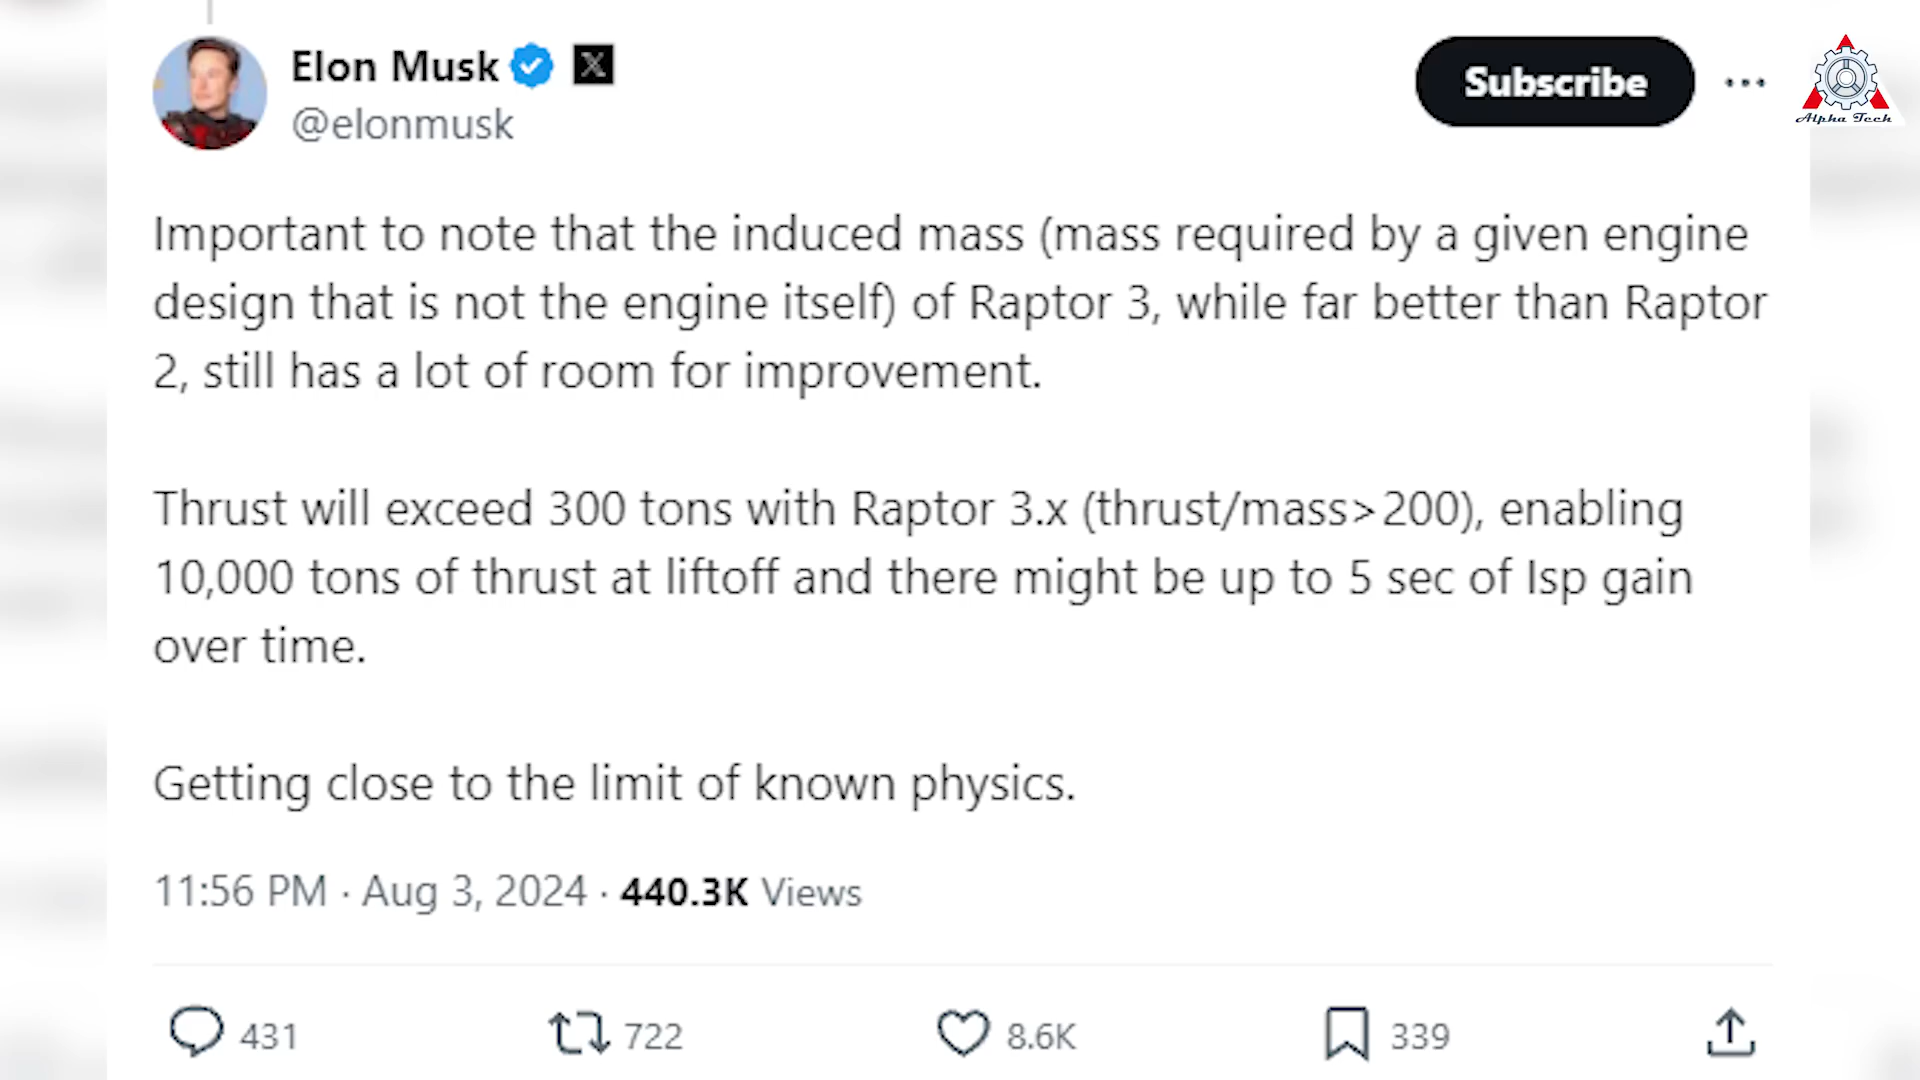 Elon Musk
Subscribe
@elonmusk
Alpha Tech
Important to note that the induced mass (mass required by a given engine
design that is not the engine itself) of Raptor 3, while far better than Raptor
2, still has a lot of room for improvement.
Thrust will exceed 300 tons with Raptor 3.x (thrust/mass>200), enabling
10,000 tons of thrust at liftoff and there might be up to 5 sec of Isp gain
over time.
Getting close to the limit of known physics.
11:56 PM · Aug 3, 2024 · 440.3K Views
431 722 8.6K 339